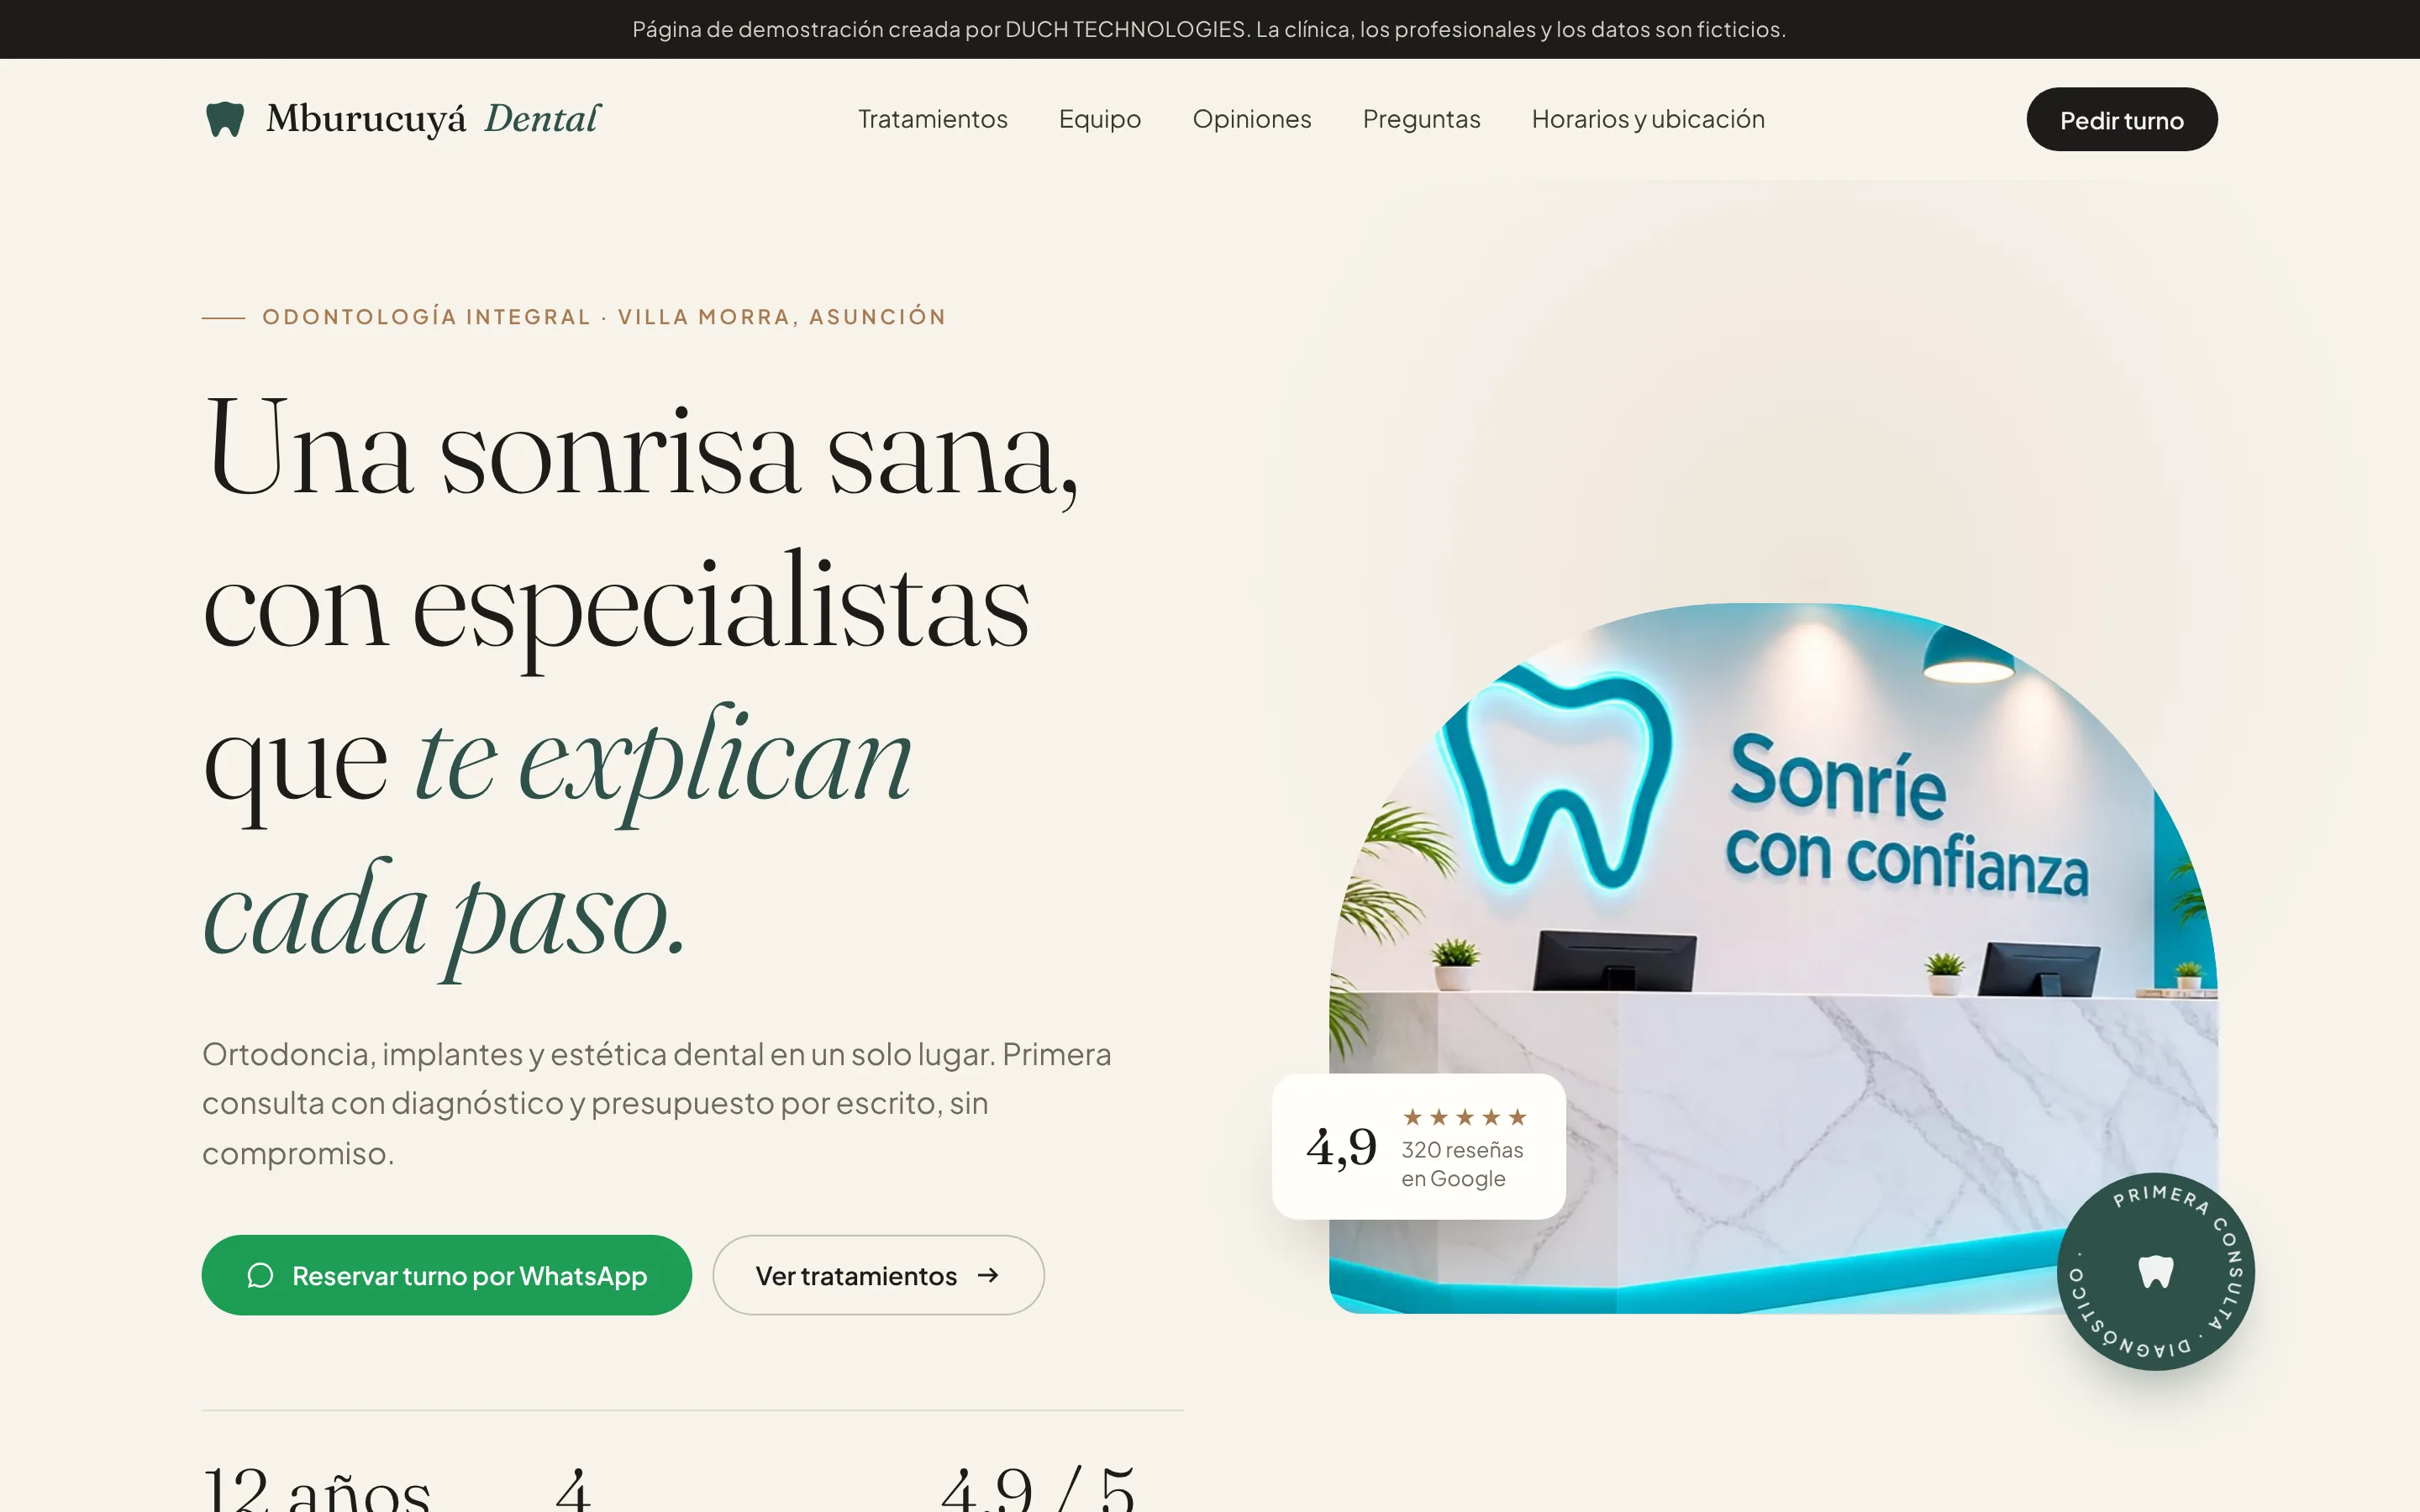 Página de demostración creada por DUCH TECHNOLOGIES. La clínica, los profesionales y los datos son ficticios.
Mburucuyá Dental
Tratamientos
Equipo
Opiniones
Preguntas
Horarios y ubicación
Pedir turno
ODONTOLOGÍA INTEGRAL · VILLA MORRA, ASUNCIÓN
Una sonrisa sana,
con especialistas
que te explican
cada paso.
Ortodoncia, implantes y estética dental en un solo lugar. Primera
consulta con diagnóstico y presupuesto por escrito, sin
compromiso.
Reservar turno por WhatsApp
Ver tratamientos →
Sonríe
con confianza
4,9
★★★★★
320 reseñas
en Google
PRIMERA CONSULTA · DIAGNÓSTICO ·
12 años
4
4,9 / 5